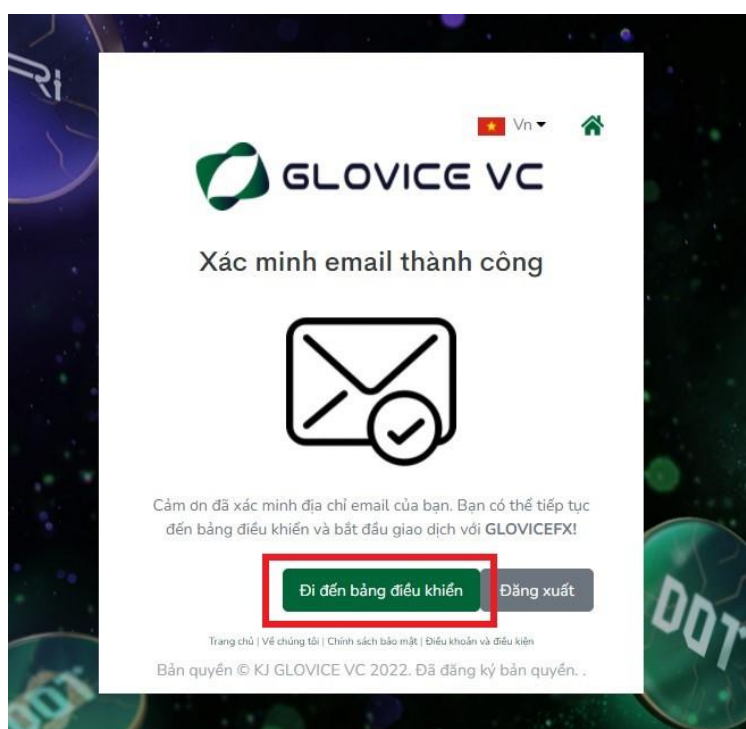 Ri
Vn
GLOVICE VC
Xác minh email thành công
Cảm ơn đã xác minh địa chỉ email của bạn. Bạn có thể tiếp tục
đến bảng điều khiển và bắt đầu giao dịch với GLOVICEFX!
Đi đến bảng điều khiển Đăng xuất
Trang chủ | Về chúng tôi | Chính sách bảo mật | Điều khoản và điều kiện
Bản quyền © KJ GLOVICE VC 2022. Đã đăng ký bản quyền. .
DOT
DOT